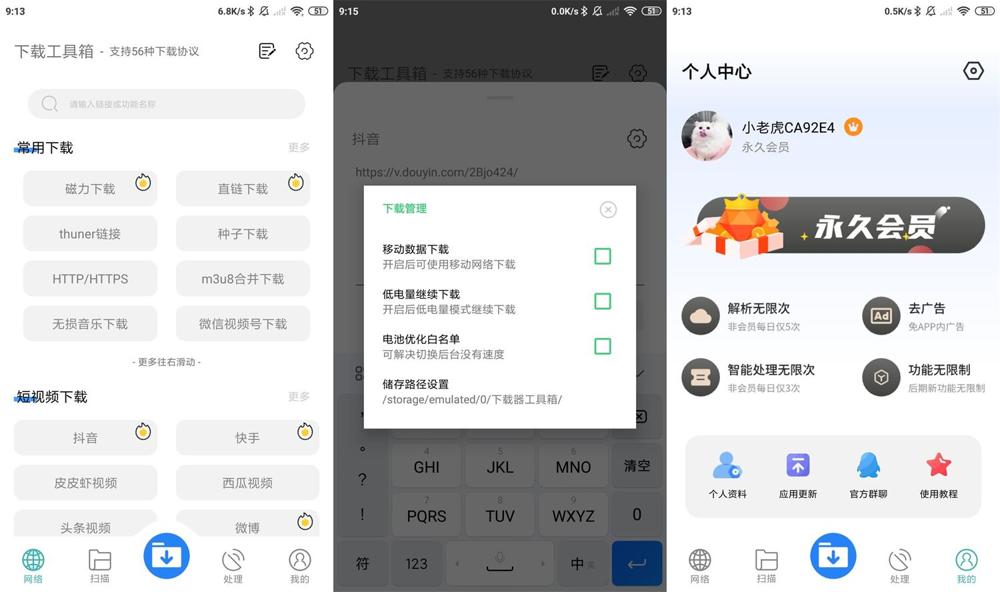 9:13
6.8K/s
51
下载工具箱 - 支持56种下载协议
请输入链接或功能名称
常用下载
更多
磁力下载
直链下载
thuner链接
种子下载
HTTP/HTTPS
m3u8合并下载
无损音乐下载
微信视频号下载
- 更多往右滑动 -
短视频下载
更多
抖音
快手
皮皮虾视频
西瓜视频
头条视频
微博
网络
扫描
处理
我的
9:15
0.0K/s
51
下载工具箱 - 支持56种下载协议
抖音
https://v.douyin.com/2Bjo424/
下载管理
移动数据下载
开启后可使用移动网络下载
低电量继续下载
开启后低电量模式继续下载
电池优化白名单
可解决切换后台没有速度
储存路径设置
/storage/emulated/0/下载器工具箱/
,
。
?
!
4
GHI
5
JKL
6
MNO
清空
7
PQRS
8
TUV
9
WXYZ
0
符
123
中英
9:13
0.5K/s
51
个人中心
小老虎CA92E4
永久会员
永久会员
解析无限次
非会员每日仅5次
Ad
去广告
免APP内广告
智能处理无限次
非会员每日仅3次
功能无限制
后期新功能无限制
个人资料
应用更新
官方群聊
使用教程
网络
扫描
处理
我的